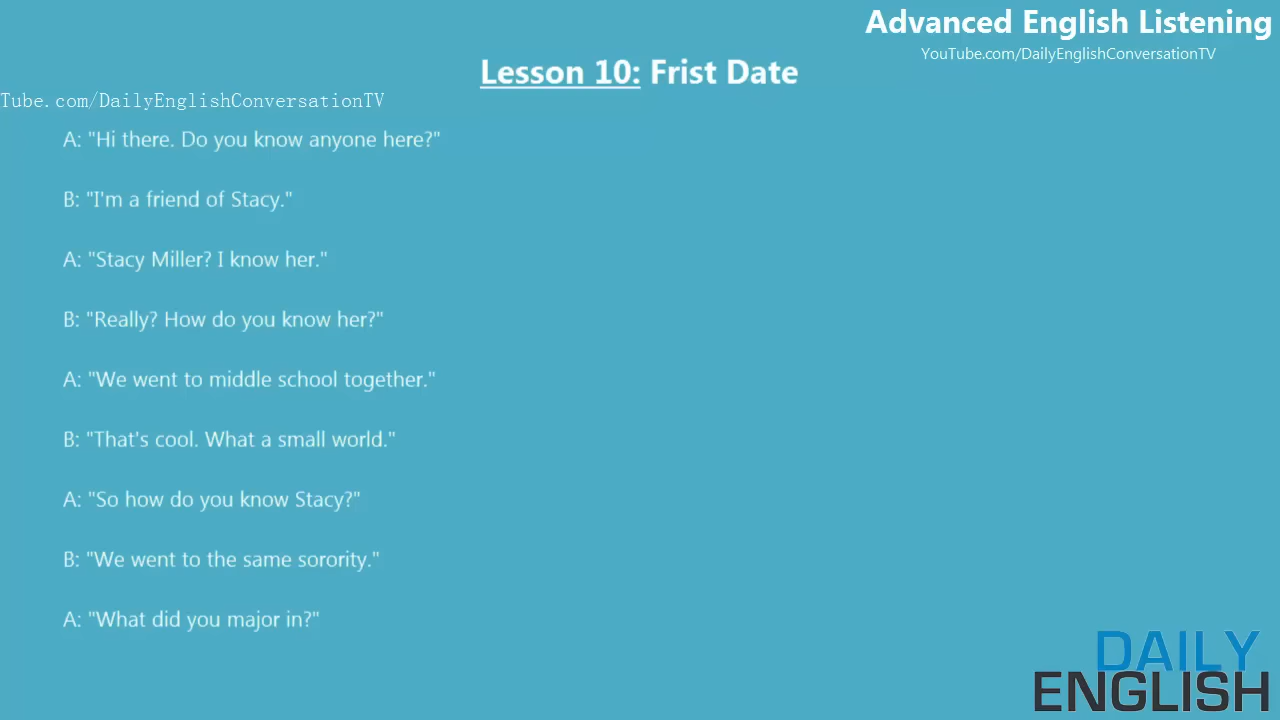 Advanced English Listening
YouTube.com/DailyEnglishConversationTV
Lesson 10: Frist Date
Tube.com/DailyEnglishConversationTV
A: "Hi there. Do you know anyone here?"
B: "I'm a friend of Stacy."
A: "Stacy Miller? I know her."
B: "Really? How do you know her?"
A: "We went to middle school together."
B: "That's cool. What a small world."
A: "So how do you know Stacy?"
B: "We went to the same sorority."
A: "What did you major in?"
DAILY
ENGLISH